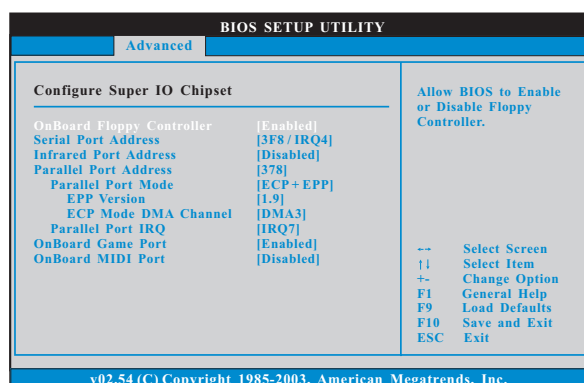 BIOS SETUP UTILITY
Advanced
Configure Super IO Chipset
OnBoard Floppy Controller [Enabled]
Serial Port Address [3F8 / IRQ4]
Infrared Port Address [Disabled]
Parallel Port Address [378]
Parallel Port Mode [ECP + EPP]
EPP Version [1.9]
ECP Mode DMA Channel [DMA3]
Parallel Port IRQ [IRQ7]
OnBoard Game Port [Enabled]
OnBoard MIDI Port [Disabled]
Allow BIOS to Enable
or Disable Floppy
Controller.
←→ Select Screen
↑↓ Select Item
+- Change Option
F1 General Help
F9 Load Defaults
F10 Save and Exit
ESC Exit
v02.54 (C) Copyright 1985-2003, American Megatrends, Inc.